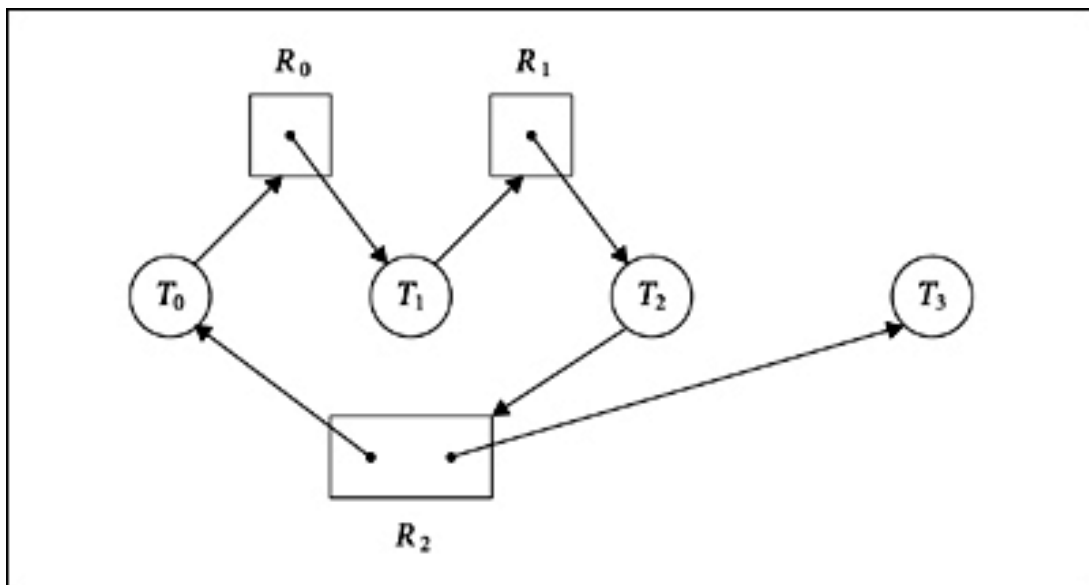 R₀ R₁
T₀ T₁ T₂ T₃
R₂